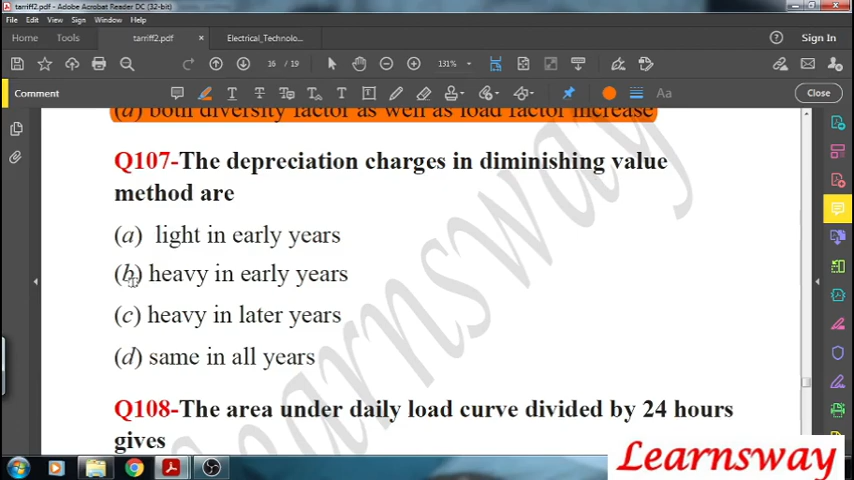 tarriff2.pdf - Adobe Acrobat Reader DC (32-bit)
File Edit View Sign Window Help
Home Tools tarriff2.pdf × Electrical_Technolo... Sign In
16 / 19 131%
Comment Close
(d) both diversity factor as well as load factor increase
Q107-The depreciation charges in diminishing value
method are
(a) light in early years
(b) heavy in early years
(c) heavy in later years
(d) same in all years
Q108-The area under daily load curve divided by 24 hours
gives
Learnsway